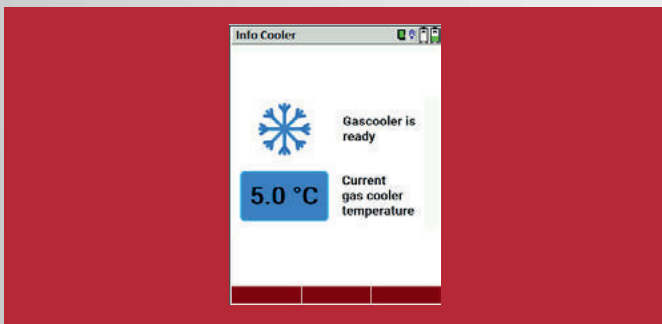 Info Cooler
Gascooler is
ready
5.0 °C
Current
gas cooler
temperature